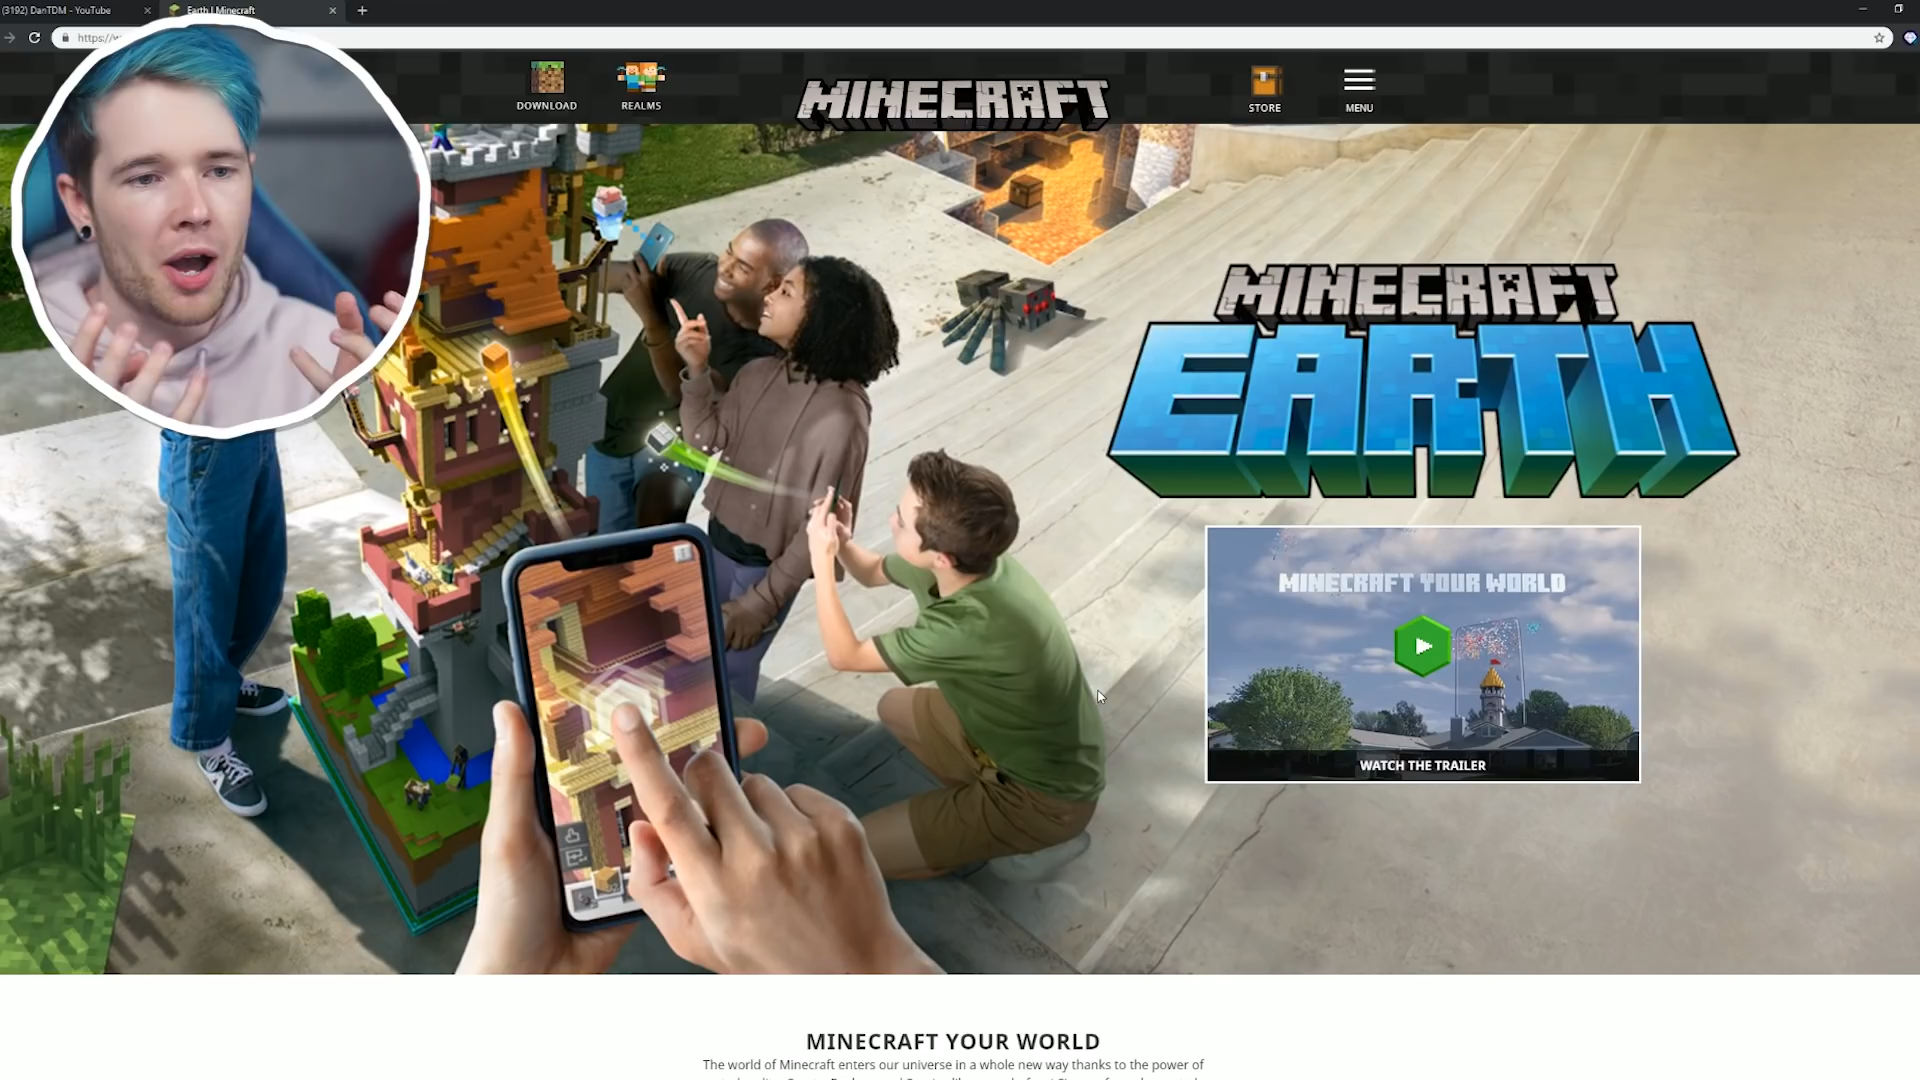 (3192) DanTDM - YouTube
Earth | Minecraft
https://w
DOWNLOAD
REALMS
MINECRAFT
STORE
MENU
MINECRAFT
EARTH
MINECRAFT YOUR WORLD
WATCH THE TRAILER
MINECRAFT YOUR WORLD
The world of Minecraft enters our universe in a whole new way thanks to the power of